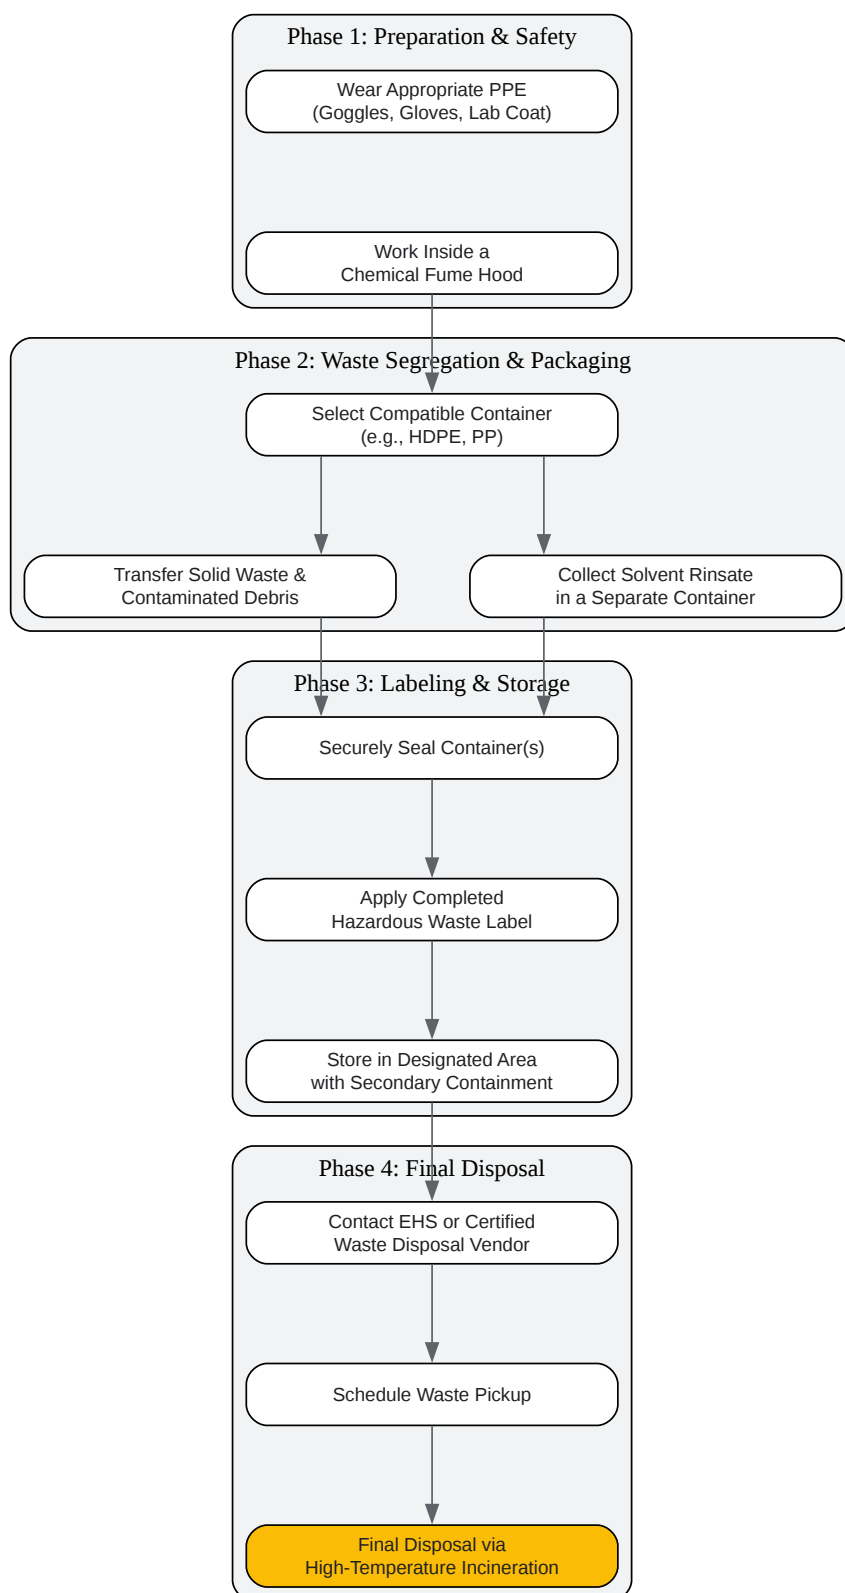 Phase 1: Preparation & Safety
Wear Appropriate PPE
(Goggles, Gloves, Lab Coat)
Work Inside a
Chemical Fume Hood
Phase 2: Waste Segregation & Packaging
Select Compatible Container
(e.g., HDPE, PP)
Transfer Solid Waste &
Contaminated Debris
Collect Solvent Rinsate
in a Separate Container
Phase 3: Labeling & Storage
Securely Seal Container(s)
Apply Completed
Hazardous Waste Label
Store in Designated Area
with Secondary Containment
Phase 4: Final Disposal
Contact EHS or Certified
Waste Disposal Vendor
Schedule Waste Pickup
Final Disposal via
High-Temperature Incineration